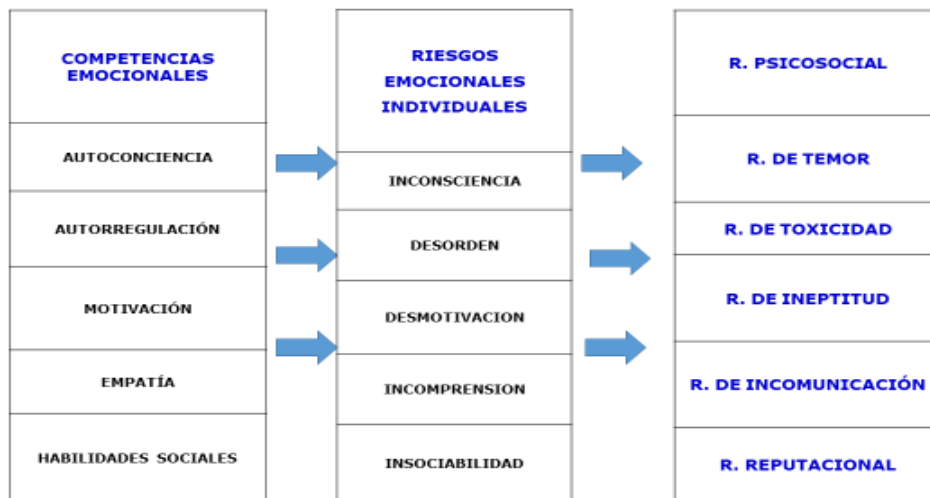 COMPETENCIAS
EMOCIONALES
AUTOCONCIENCIA
AUTORREGULACIÓN
MOTIVACIÓN
EMPATÍA
HABILIDADES SOCIALES
RIESGOS
EMOCIONALES
INDIVIDUALES
INCONSCIENCIA
DESORDEN
DESMOTIVACION
INCOMPRENSION
INSOCIABILIDAD
R. PSICOSOCIAL
R. DE TEMOR
R. DE TOXICIDAD
R. DE INEPTITUD
R. DE INCOMUNICACIÓN
R. REPUTACIONAL